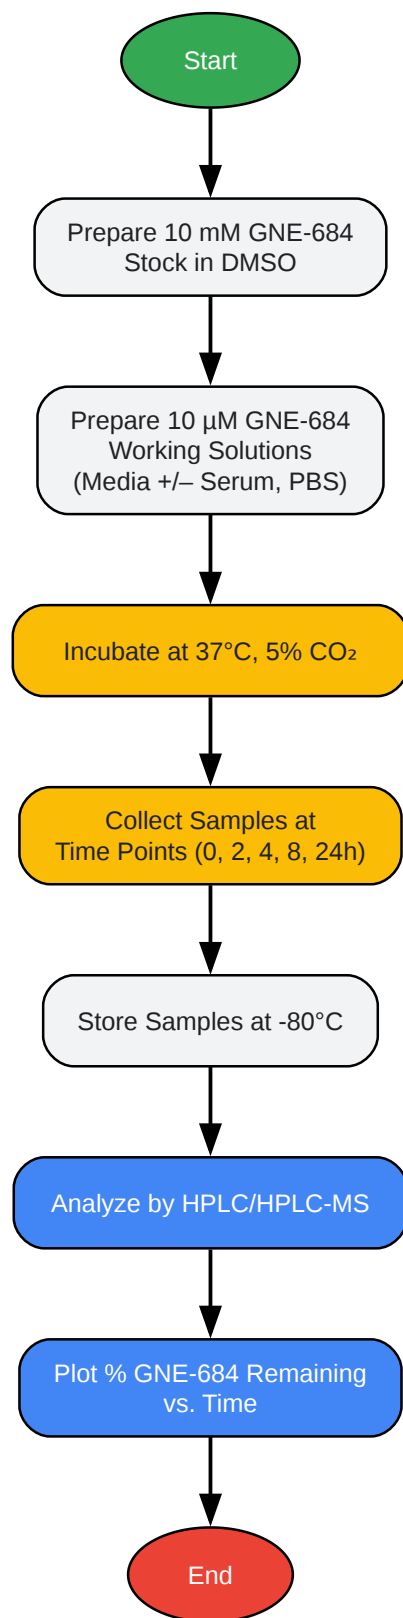 Start
Prepare 10 mM GNE-684
Stock in DMSO
Prepare 10 µM GNE-684
Working Solutions
(Media +/– Serum, PBS)
Incubate at 37°C, 5% CO₂
Collect Samples at
Time Points (0, 2, 4, 8, 24h)
Store Samples at -80°C
Analyze by HPLC/HPLC-MS
Plot % GNE-684 Remaining
vs. Time
End